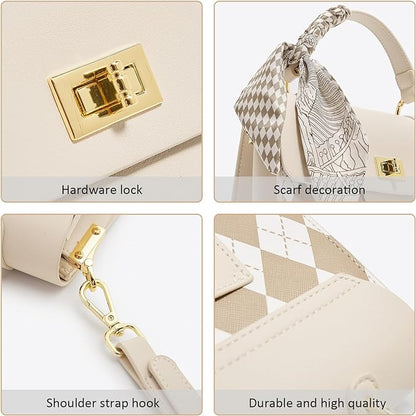 Hardware lock
Scarf decoration
Shoulder strap hook
Durable and high quality